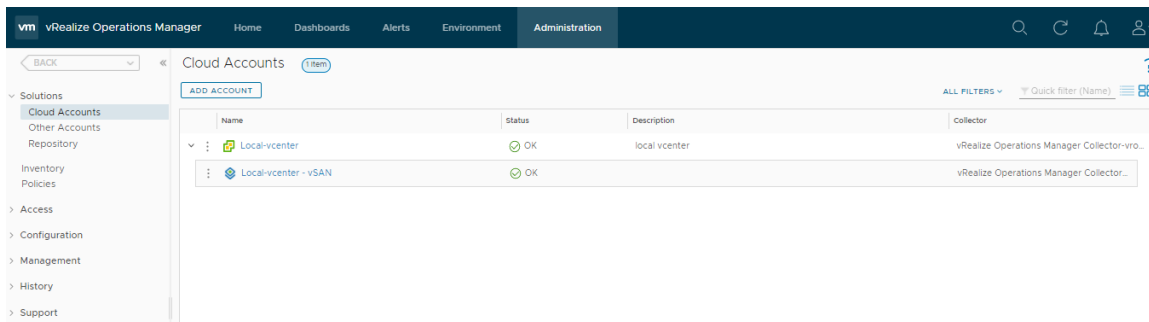 vm vRealize Operations Manager Home Dashboards Alerts Environment Administration
BACK
Cloud Accounts 1 Item
ADD ACCOUNT
ALL FILTERS Quick filter (Name)
Solutions
Cloud Accounts
Other Accounts
Repository
Inventory
Policies
Access
Configuration
Management
History
Support
Name Status Description Collector
Local-vcenter OK local vcenter vRealize Operations Manager Collector-vro...
Local-vcenter - vSAN OK vRealize Operations Manager Collector...